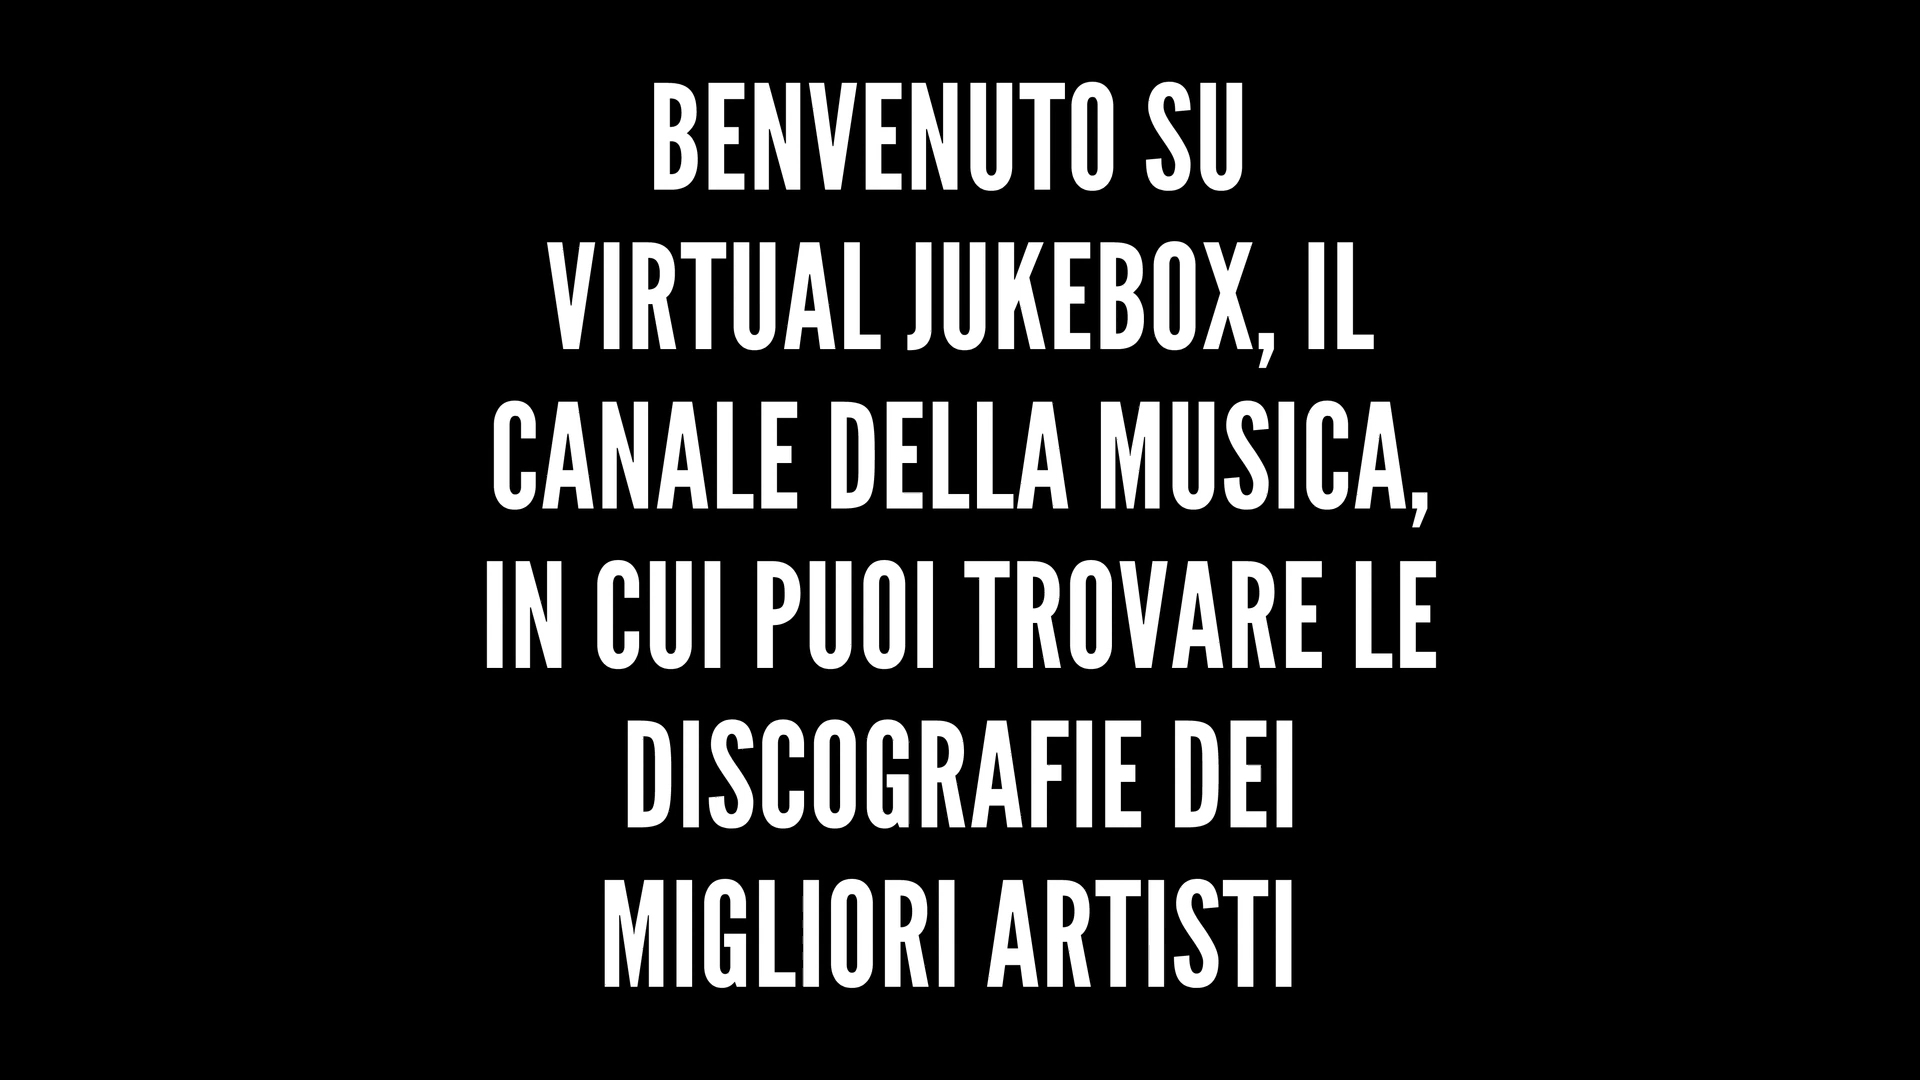 BENVENUTO SU
VIRTUAL JUKEBOX, IL
CANALE DELLA MUSICA,
IN CUI PUOI TROVARE LE
DISCOGRAFIE DEI
MIGLIORI ARTISTI